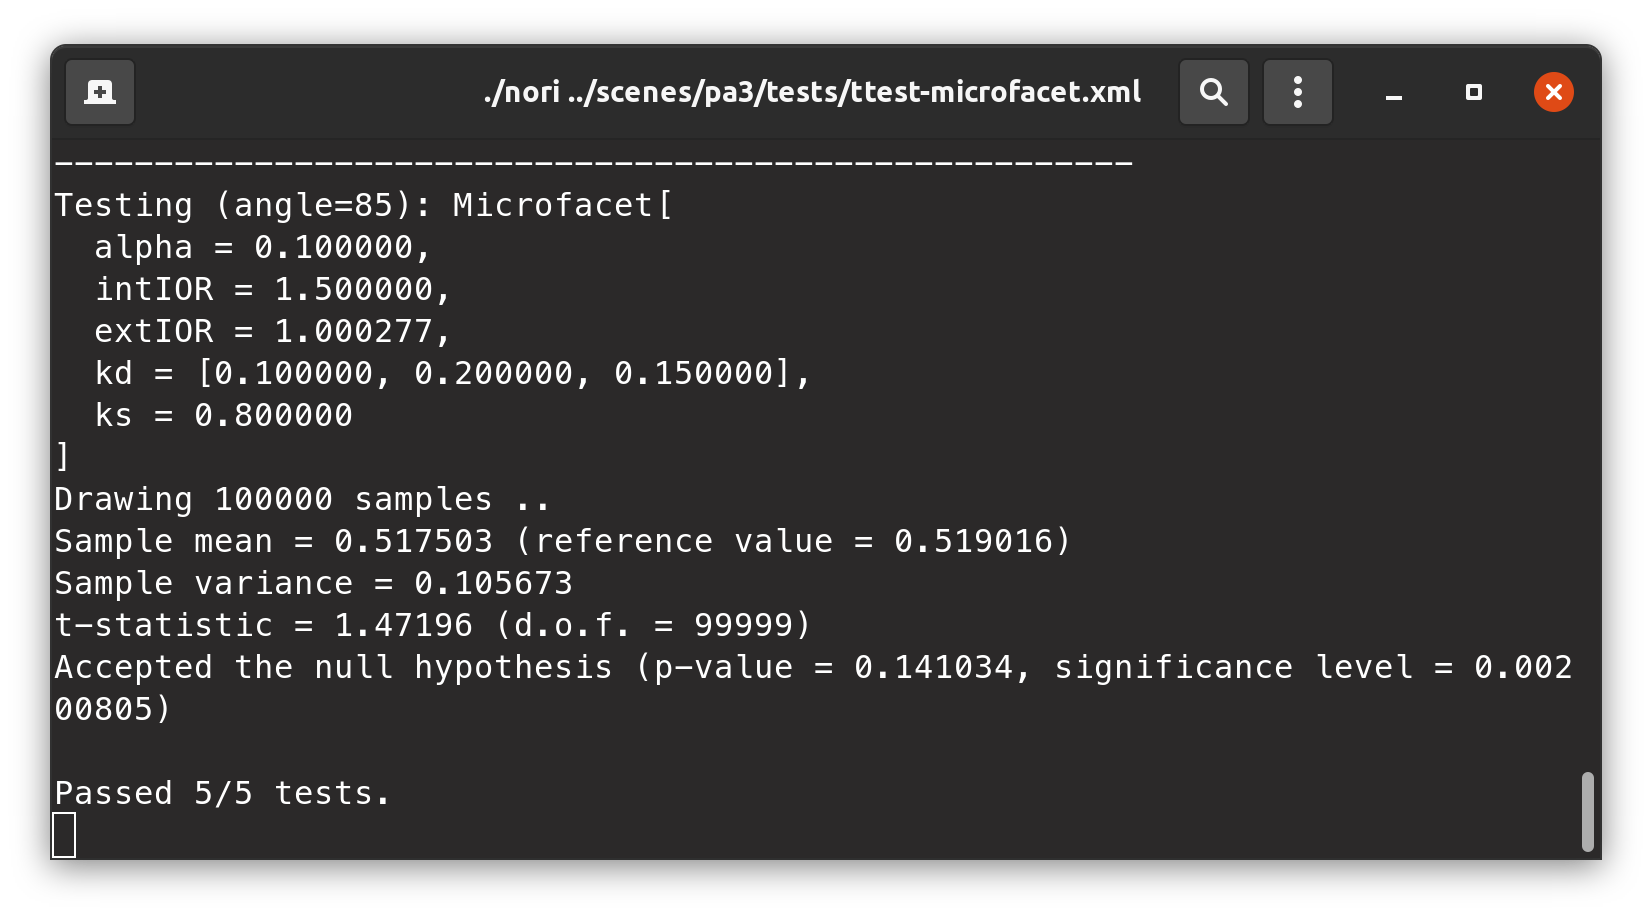 ./nori ../scenes/pa3/tests/ttest-microfacet.xml
------------------------------------------------------
Testing (angle=85): Microfacet[
  alpha = 0.100000,
  intIOR = 1.500000,
  extIOR = 1.000277,
  kd = [0.100000, 0.200000, 0.150000],
  ks = 0.800000
]
Drawing 100000 samples ..
Sample mean = 0.517503 (reference value = 0.519016)
Sample variance = 0.105673
t-statistic = 1.47196 (d.o.f. = 99999)
Accepted the null hypothesis (p-value = 0.141034, significance level = 0.002
00805)

Passed 5/5 tests.